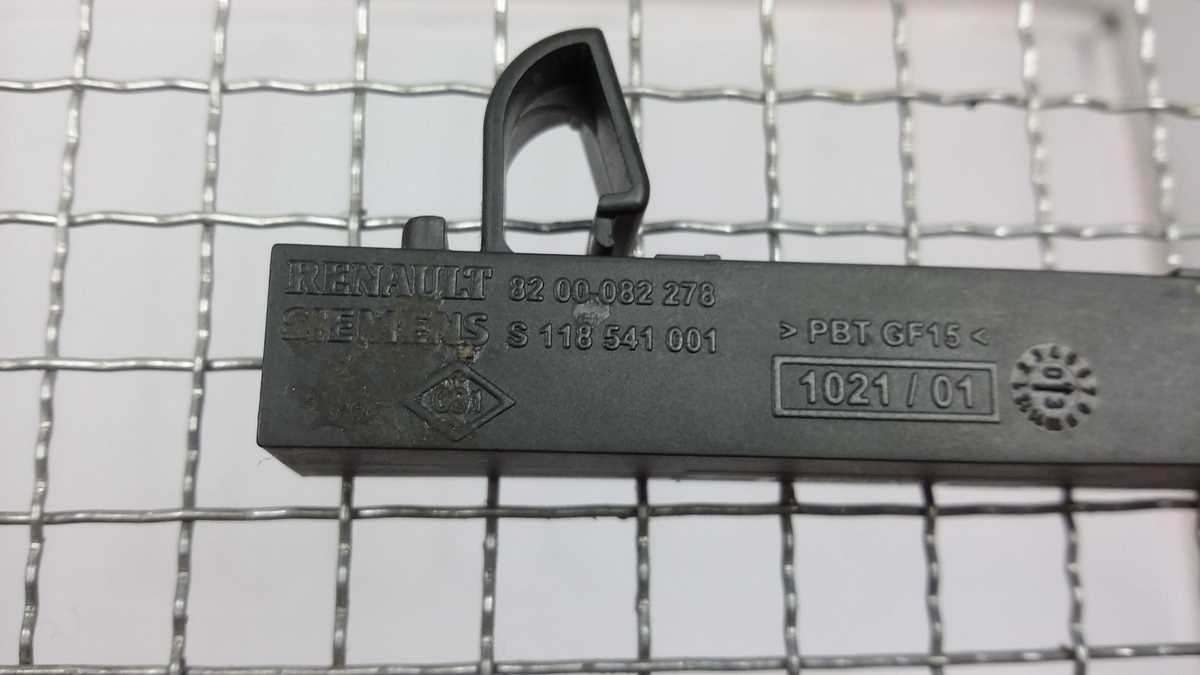 RENAULT 82 00 082 278
SIEMENS S 118 541 001
> PBT GF15 <
1021 / 01